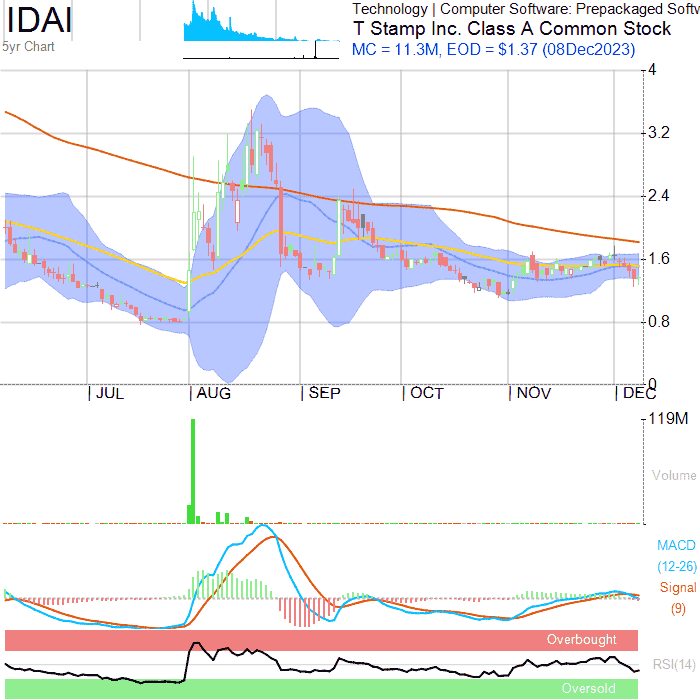 IDAI
5yr Chart
Technology | Computer Software: Prepackaged Softw
T Stamp Inc. Class A Common Stock
MC = 11.3M, EOD = $1.37 (08Dec2023)
4
3.2
2.4
1.6
0.8
0
JUL
AUG
SEP
OCT
NOV
DEC
119M
Volume
MACD
(12-26)
Signal
(9)
Overbought
RSI(14)
Oversold